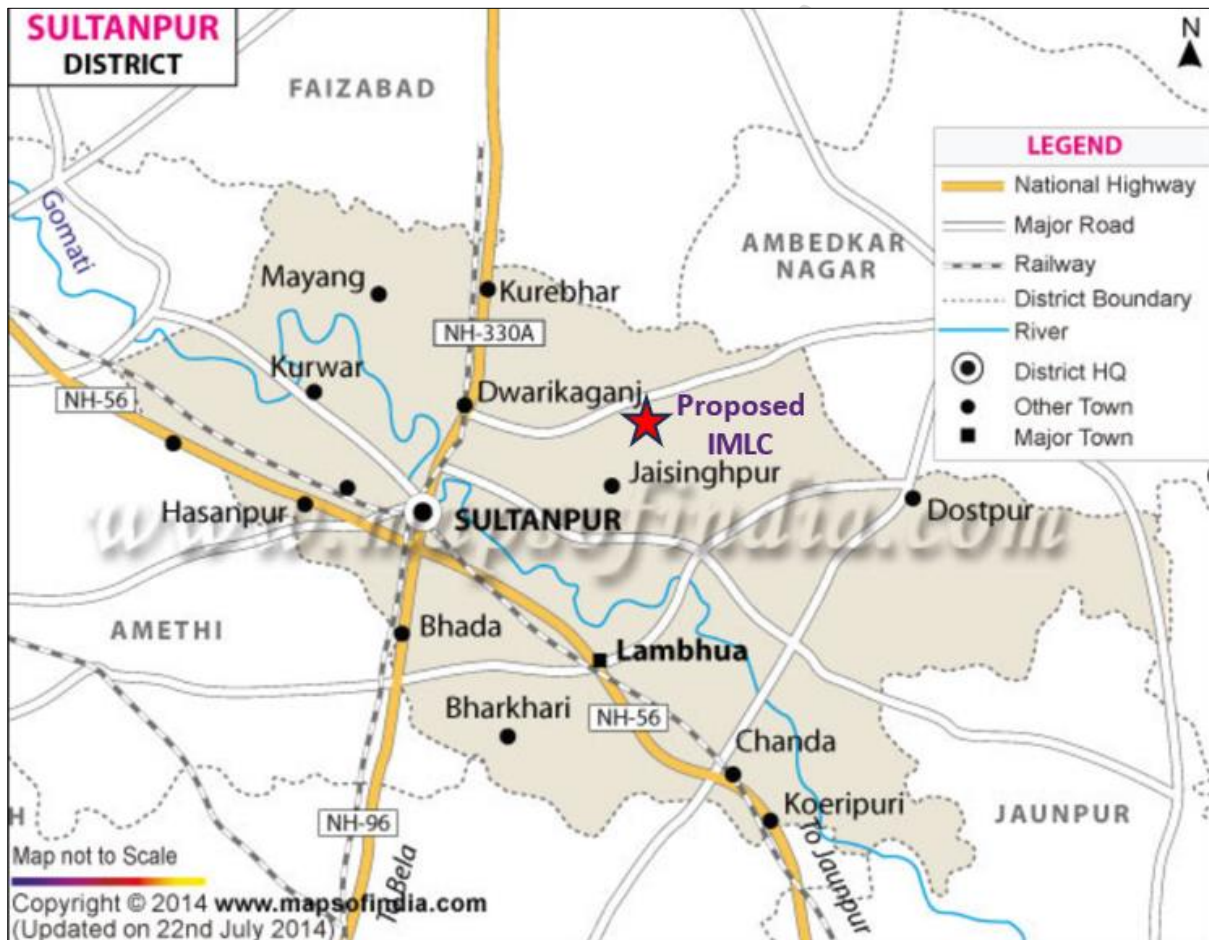 SULTANPUR
DISTRICT
N
FAIZABAD
LEGEND
National Highway
Major Road
Railway
District Boundary
River
District HQ
Other Town
Major Town
Gomati
AMBEDKAR
NAGAR
Mayang
Kurebhar
NH-330A
Kurwar
Dwarikaganj
NH-56
Proposed
IMLC
Jaisinghpur
Hasanpur
SULTANPUR
Dostpur
www.mapsofindia.com
AMETHI
Bhada
Lambhua
Bharkhari
NH-56
Chanda
Koeripuri
JAUNPUR
NH-96
To Bela
To Jaunpur
H
Map not to Scale
Copyright © 2014 www.mapsofindia.com
(Updated on 22nd July 2014)